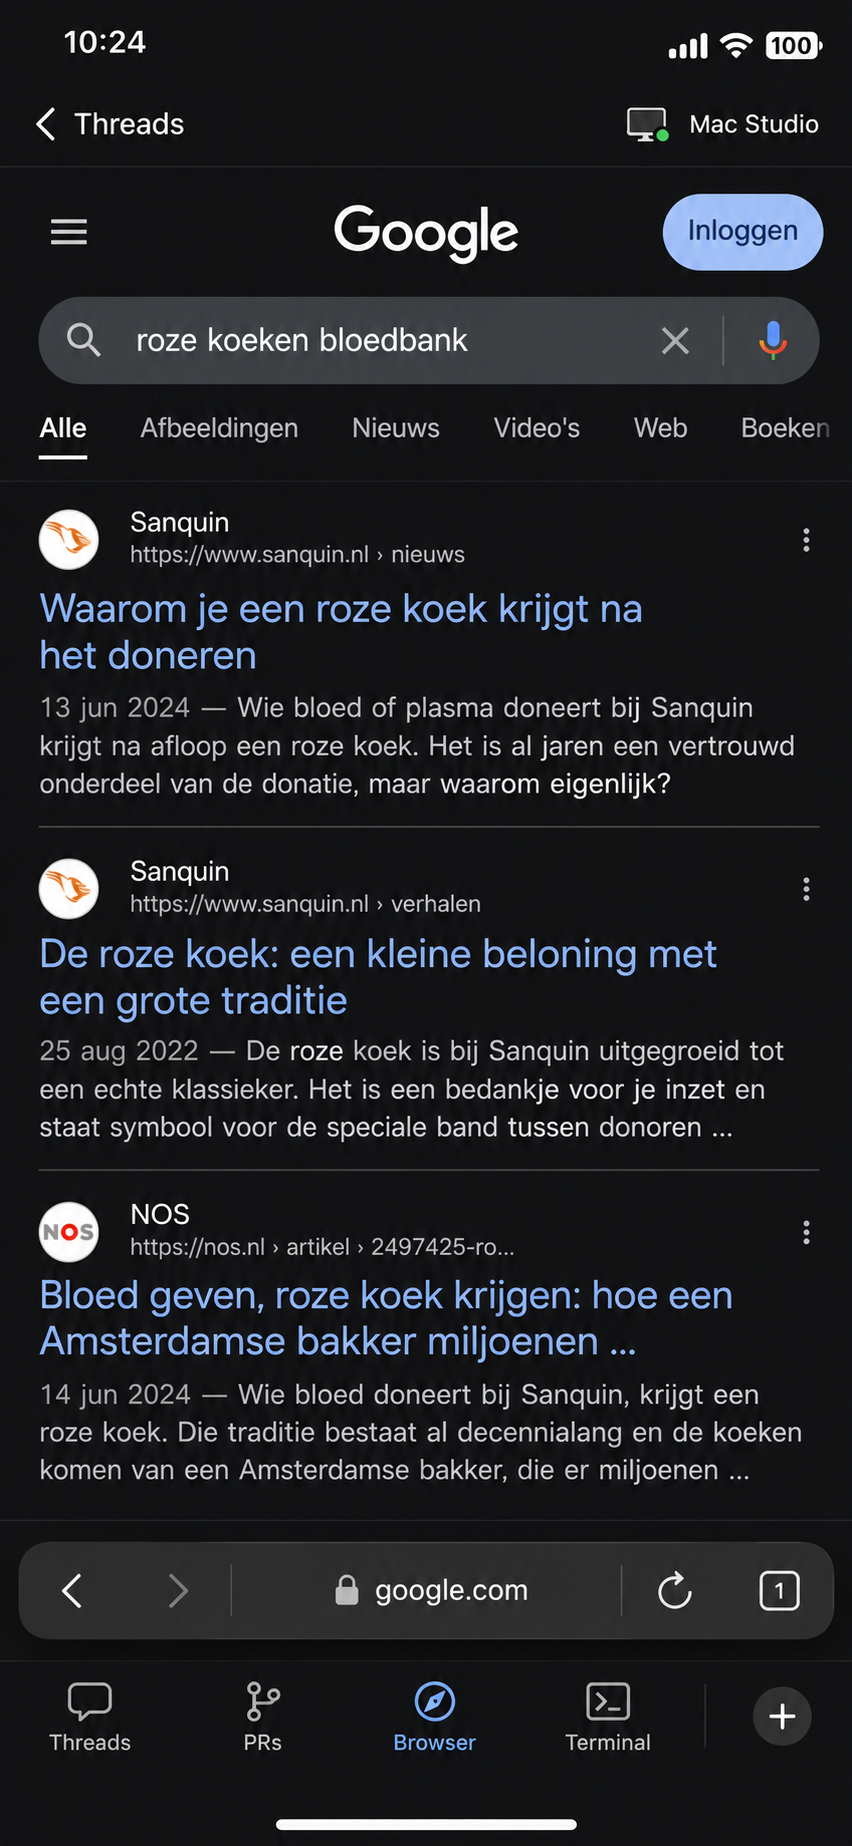 10:24
100
Threads
Mac Studio
Google
Inloggen
roze koeken bloedbank
Alle Afbeeldingen Nieuws Video's Web Boeken
Sanquin
https://www.sanquin.nl › nieuws
Waarom je een roze koek krijgt na
het doneren
13 jun 2024 — Wie bloed of plasma doneert bij Sanquin
krijgt na afloop een roze koek. Het is al jaren een vertrouwd
onderdeel van de donatie, maar waarom eigenlijk?
Sanquin
https://www.sanquin.nl › verhalen
De roze koek: een kleine beloning met
een grote traditie
25 aug 2022 — De roze koek is bij Sanquin uitgegroeid tot
een echte klassieker. Het is een bedankje voor je inzet en
staat symbool voor de speciale band tussen donoren ...
NOS
NOS
https://nos.nl › artikel › 2497425-ro...
Bloed geven, roze koek krijgen: hoe een
Amsterdamse bakker miljoenen ...
14 jun 2024 — Wie bloed doneert bij Sanquin, krijgt een
roze koek. Die traditie bestaat al decennialang en de koeken
komen van een Amsterdamse bakker, die er miljoenen ...
google.com
1
Threads PRs Browser Terminal